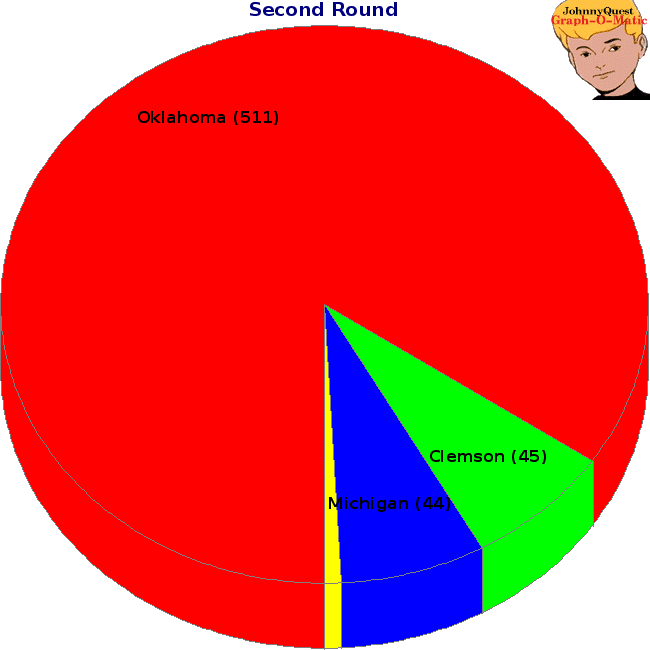 Second Round
JohnnyQuest
Graph-O-Matic
Oklahoma (511)
Clemson (45)
Michigan (44)